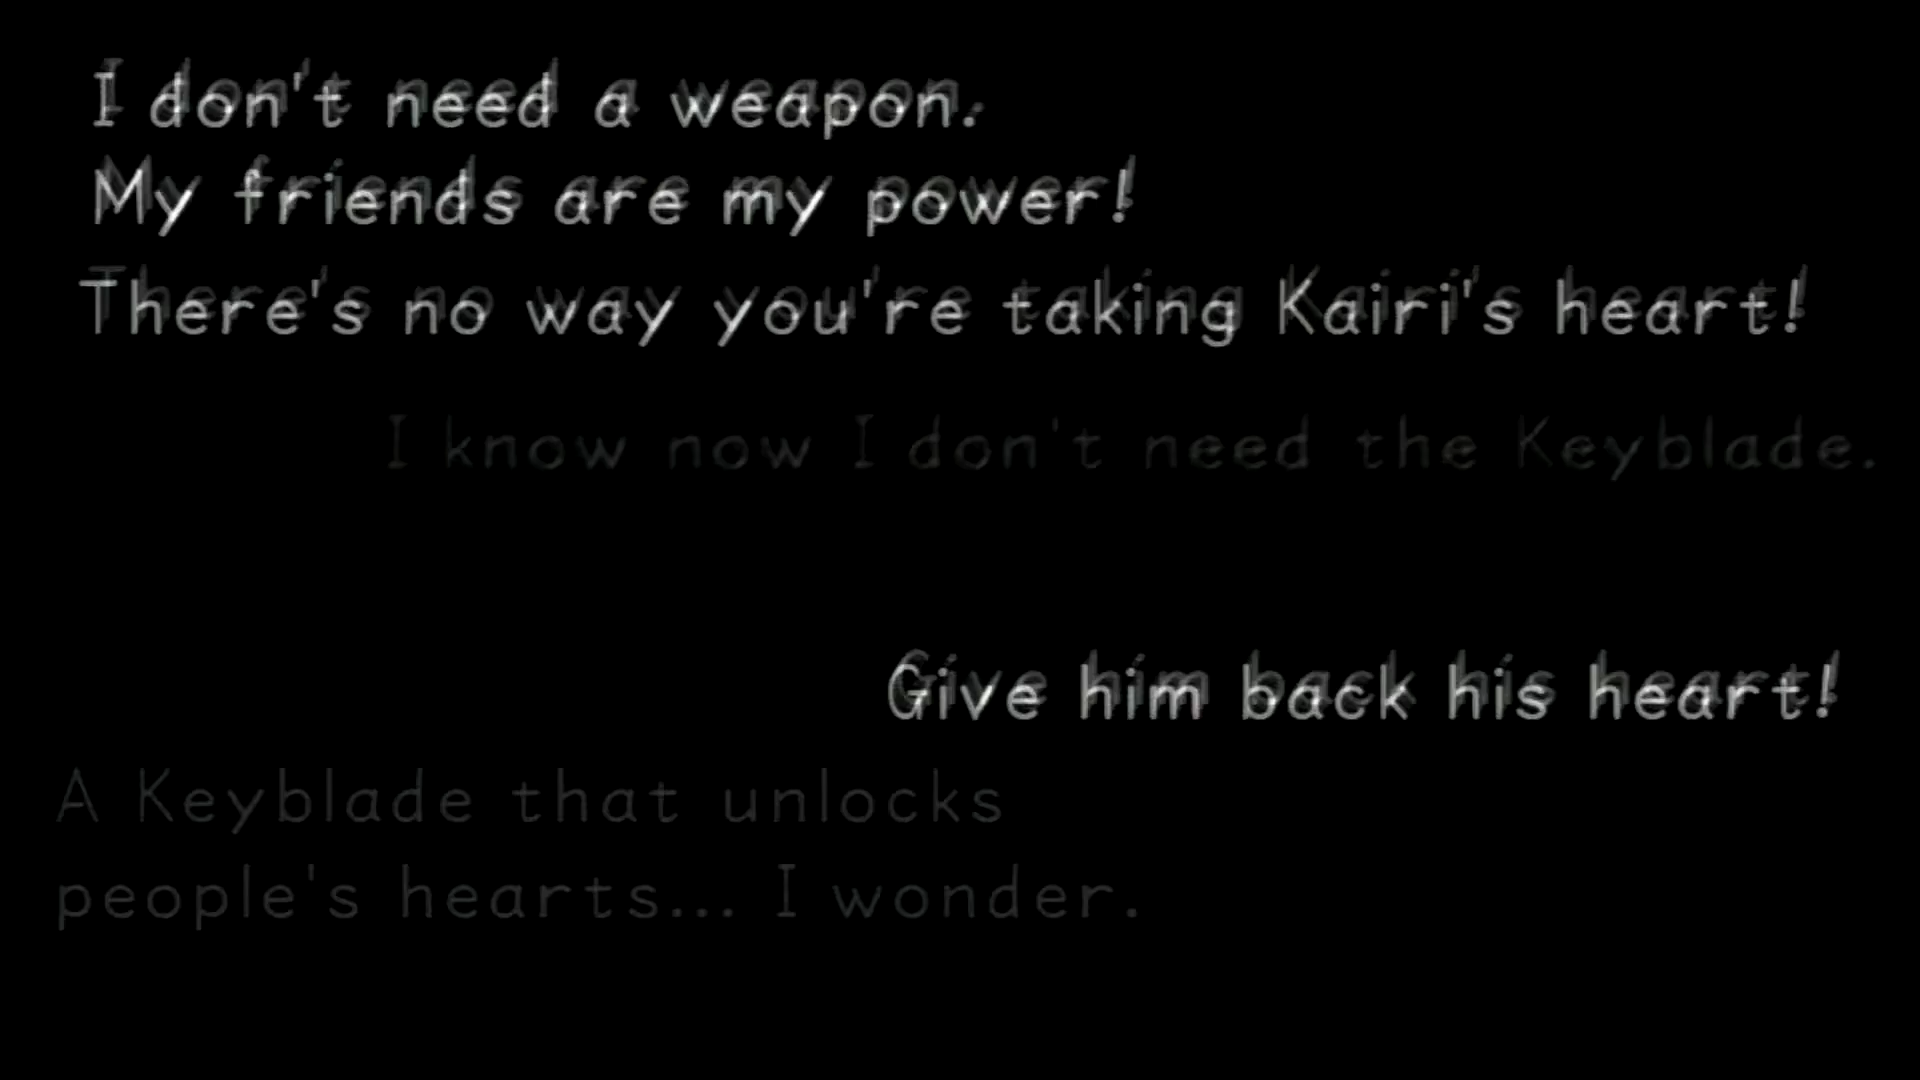 I don't need a weapon.
My friends are my power!
There's no way you're taking Kairi's heart!
I know now I don't need the Keyblade.
Give him back his heart!
A Keyblade that unlocks
people's hearts... I wonder.